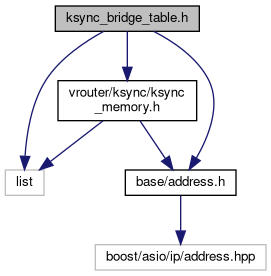 ksync_bridge_table.h
vrouter/ksync/ksync
_memory.h
list
base/address.h
boost/asio/ip/address.hpp